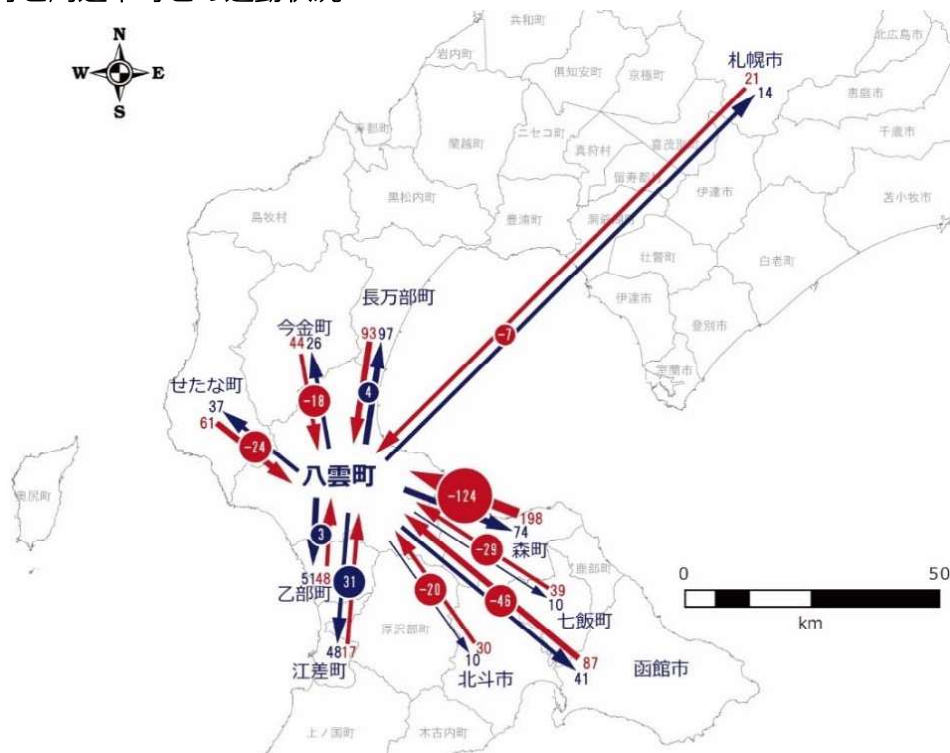 N
W E
S
共和町
岩内町
倶知安町
京極町
北広島市
恵庭市
千歳市
苫小牧市
札幌市
21
14
寿都町
蘭越町
ニセコ町
真狩村
喜茂別町
留寿都村
伊達市
島牧村
黒松内町
豊浦町
洞爺湖町
壮瞥町
白老町
伊達市
登別市
室蘭市
長万部町
93 97
今金町
44 26
せたな町
37
61
-7
4
-18
-24
八雲町
奥尻町
-124
198
74
森町
鹿部町
3
-29
31
-20
-46
51 48
乙部町
39
10
七飯町
厚沢部町
48 17
江差町
30
10
北斗市
87
41
函館市
上ノ国町
木古内町
0 50
km